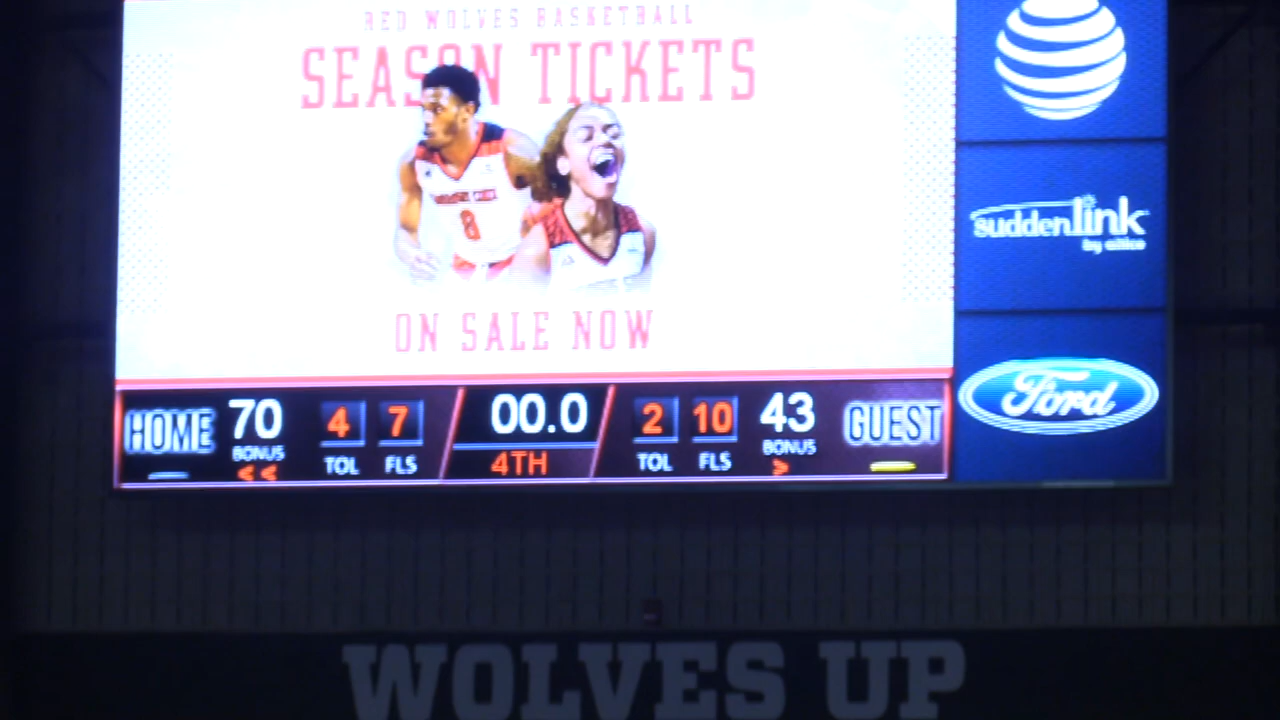 RED WOLVES BASKETBALL
SEASON TICKETS
8
ON SALE NOW
suddenlink
by altice
Ford
HOME 70 4 7 00.0 2 10 43 GUEST
BONUS TOL FLS 4TH TOL FLS BONUS
< < >
WOLVES UP